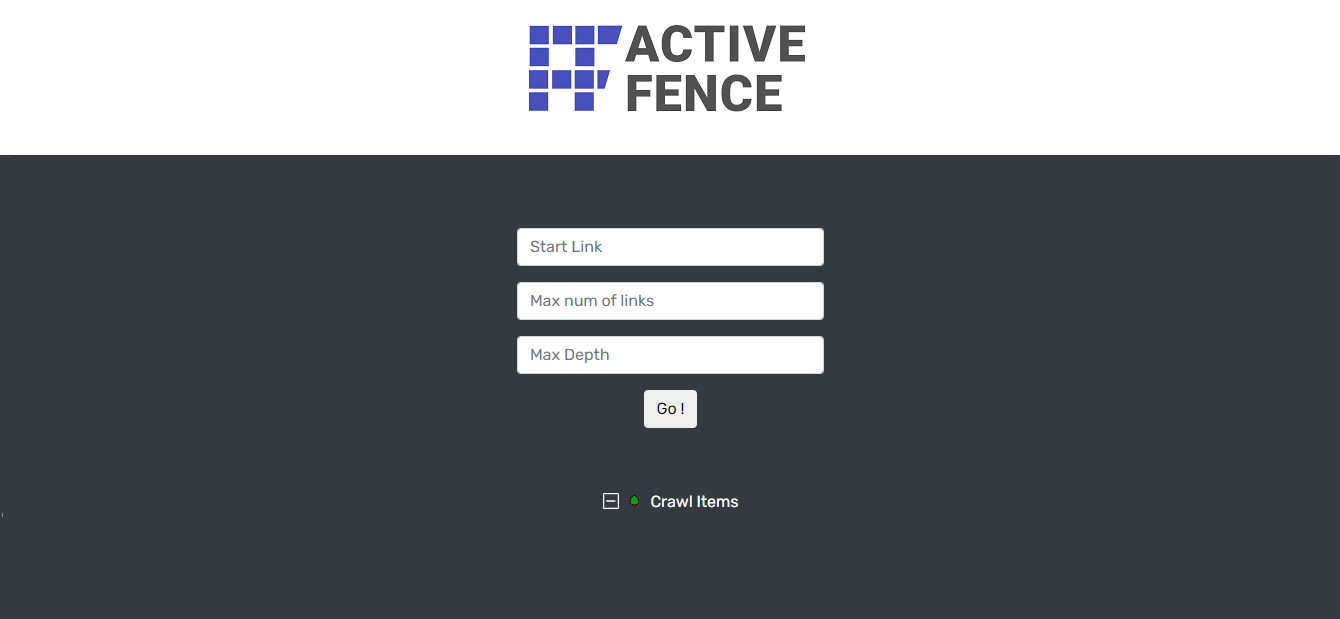 ACTIVE
FENCE
Start Link
Max num of links
Max Depth
Go !
Crawl Items